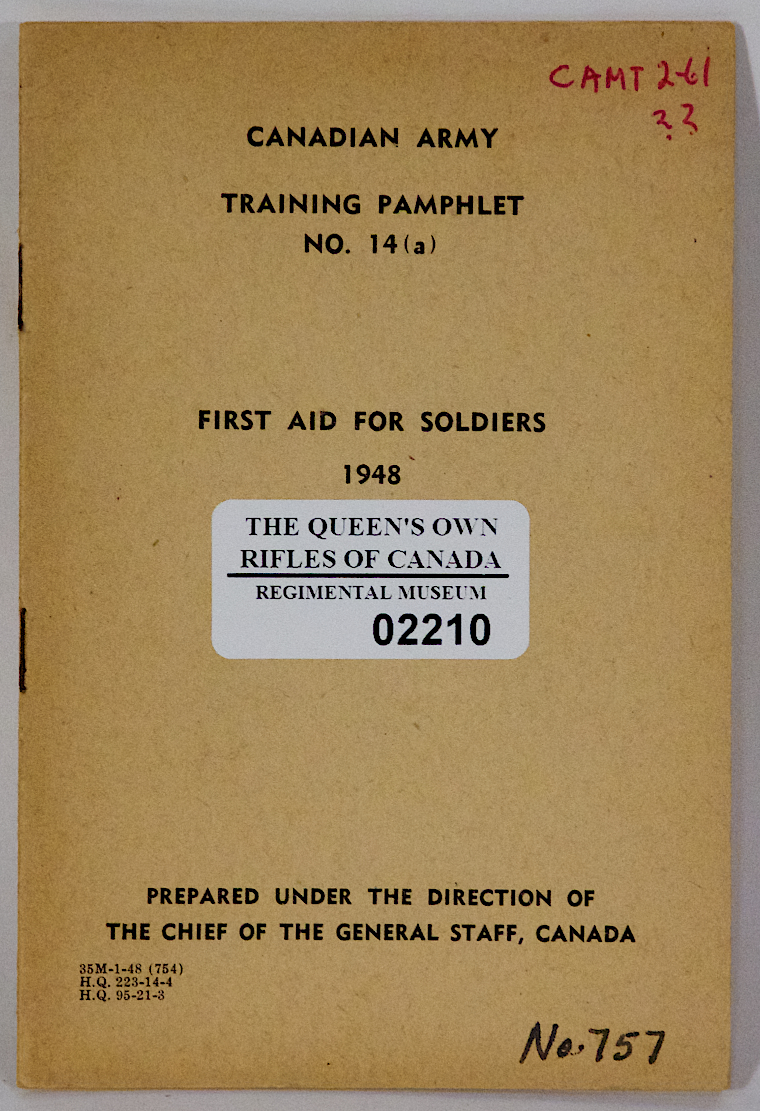 CAMT 2-61
??
CANADIAN ARMY
TRAINING PAMPHLET
NO. 14(a)
FIRST AID FOR SOLDIERS
1948
THE QUEEN'S OWN
RIFLES OF CANADA
REGIMENTAL MUSEUM
02210
PREPARED UNDER THE DIRECTION OF
THE CHIEF OF THE GENERAL STAFF, CANADA
35M-1-48 (754)
H.Q. 223-14-4
H.Q. 95-21-3
No. 757